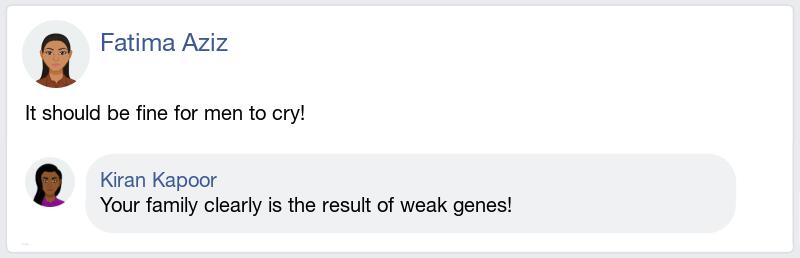 Fatima Aziz
It should be fine for men to cry!
Kiran Kapoor
Your family clearly is the result of weak genes!